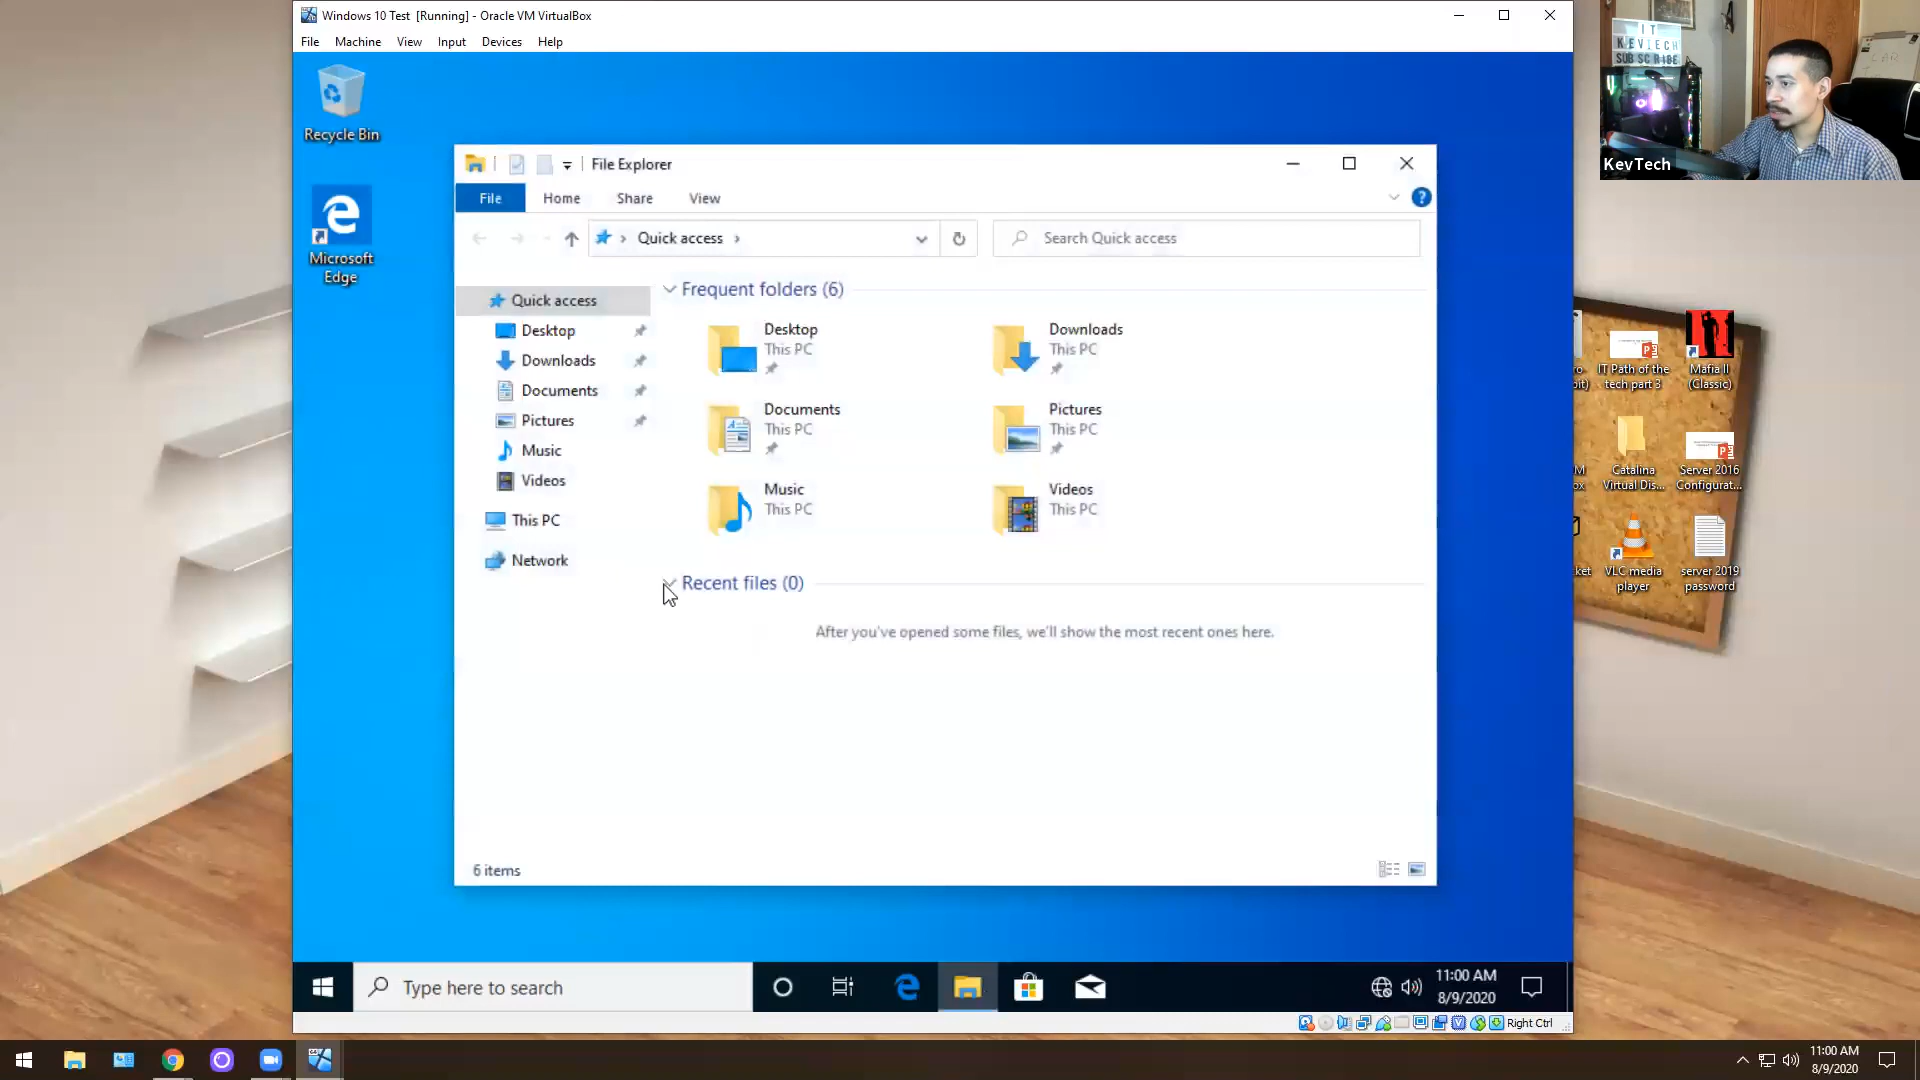 Windows 10 Test [Running] - Oracle VM VirtualBox
File Machine View Input Devices Help
Recycle Bin
Microsoft
Edge
File Explorer
File Home Share View
Quick access
Search Quick access
Quick access
Desktop
Downloads
Documents
Pictures
Music
Videos
This PC
Network
Frequent folders (6)
Desktop
This PC
Downloads
This PC
Documents
This PC
Pictures
This PC
Music
This PC
Videos
This PC
Recent files (0)
After you've opened some files, we'll show the most recent ones here.
6 items
Type here to search
11:00 AM
8/9/2020
Right Ctrl
IT
KEVTECH
SUBSCRIBE
KevTech
IT Path of the
tech part 3
Mafia II
(Classic)
Catalina
Virtual Dis...
Server 2016
Configurat...
VLC media
player
server 2019
password
11:00 AM
8/9/2020